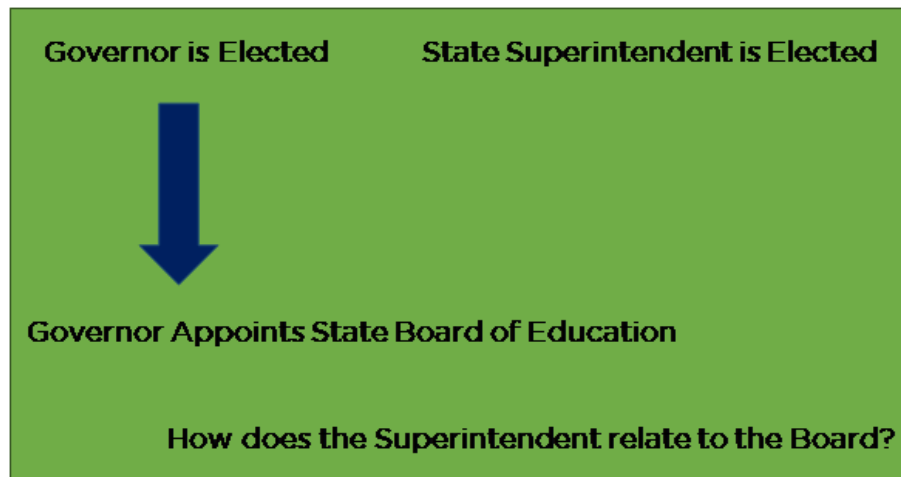 Governor is Elected
State Superintendent is Elected
Governor Appoints State Board of Education
How does the Superintendent relate to the Board?